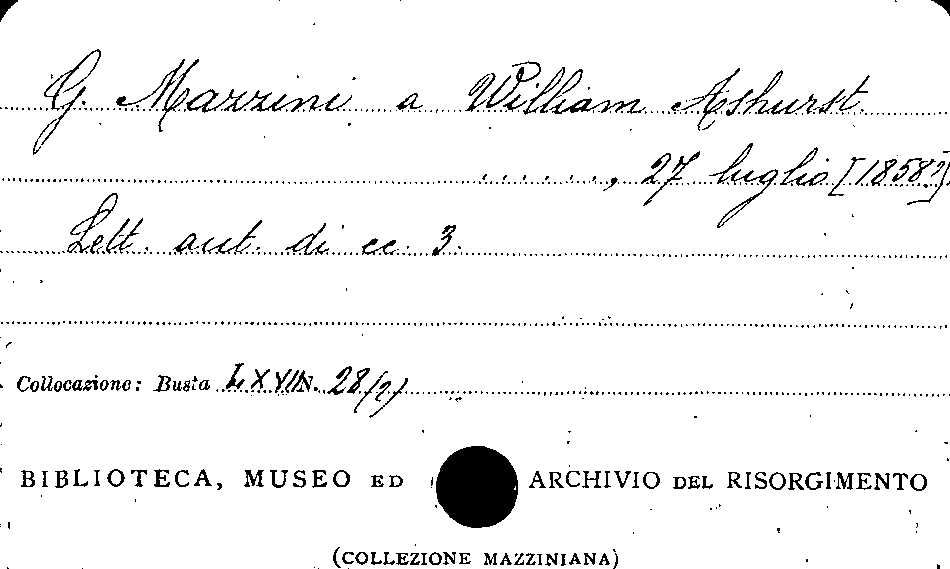 G. Mazzini a William Ashurst.
......, 27 luglio [1858?]
Lett. aut. di cc. 3.
Collocazione: Busta LXVII N. 28/2)
BIBLIOTECA, MUSEO ED ARCHIVIO DEL RISORGIMENTO
(COLLEZIONE MAZZINIANA)